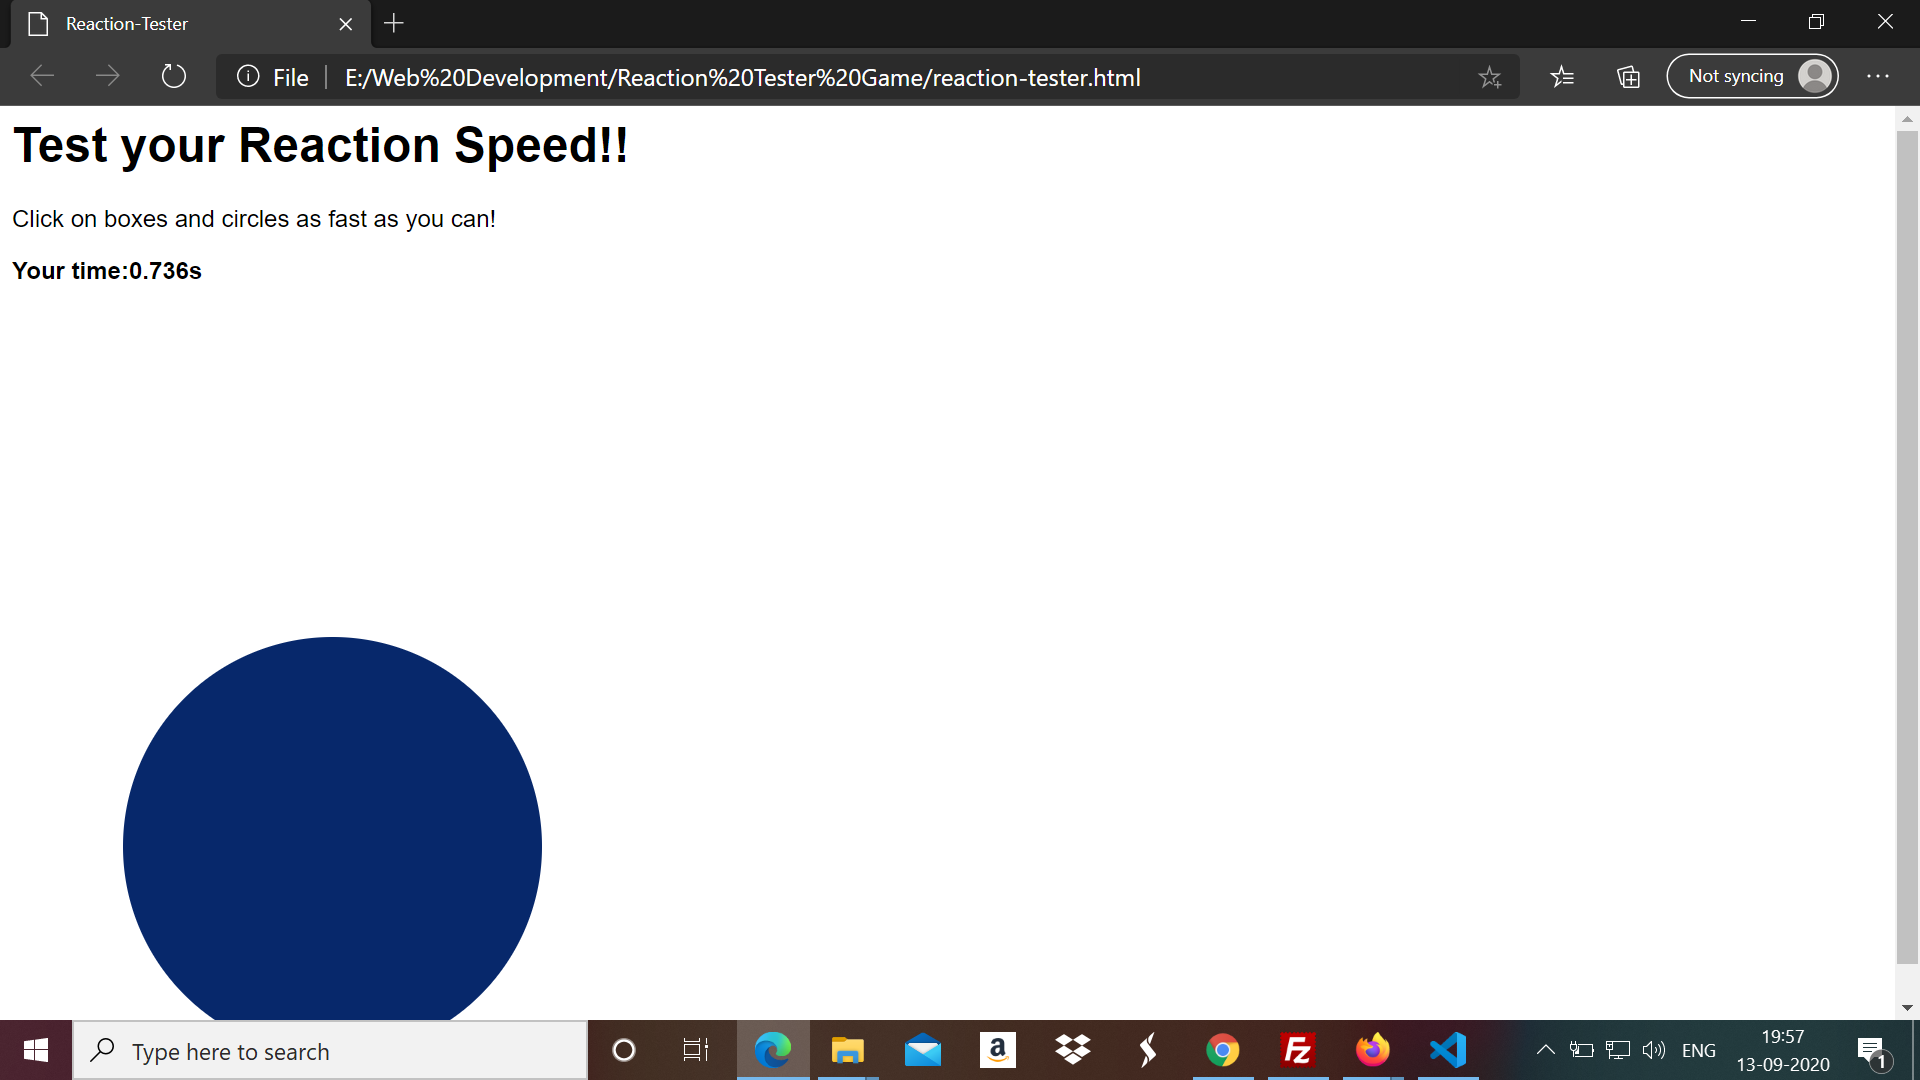 Reaction-Tester
File
E:/Web%20Development/Reaction%20Tester%20Game/reaction-tester.html
Not syncing
Test your Reaction Speed!!
Click on boxes and circles as fast as you can!
Your time:0.736s
Type here to search
a
Fz
ENG
19:57
13-09-2020
1